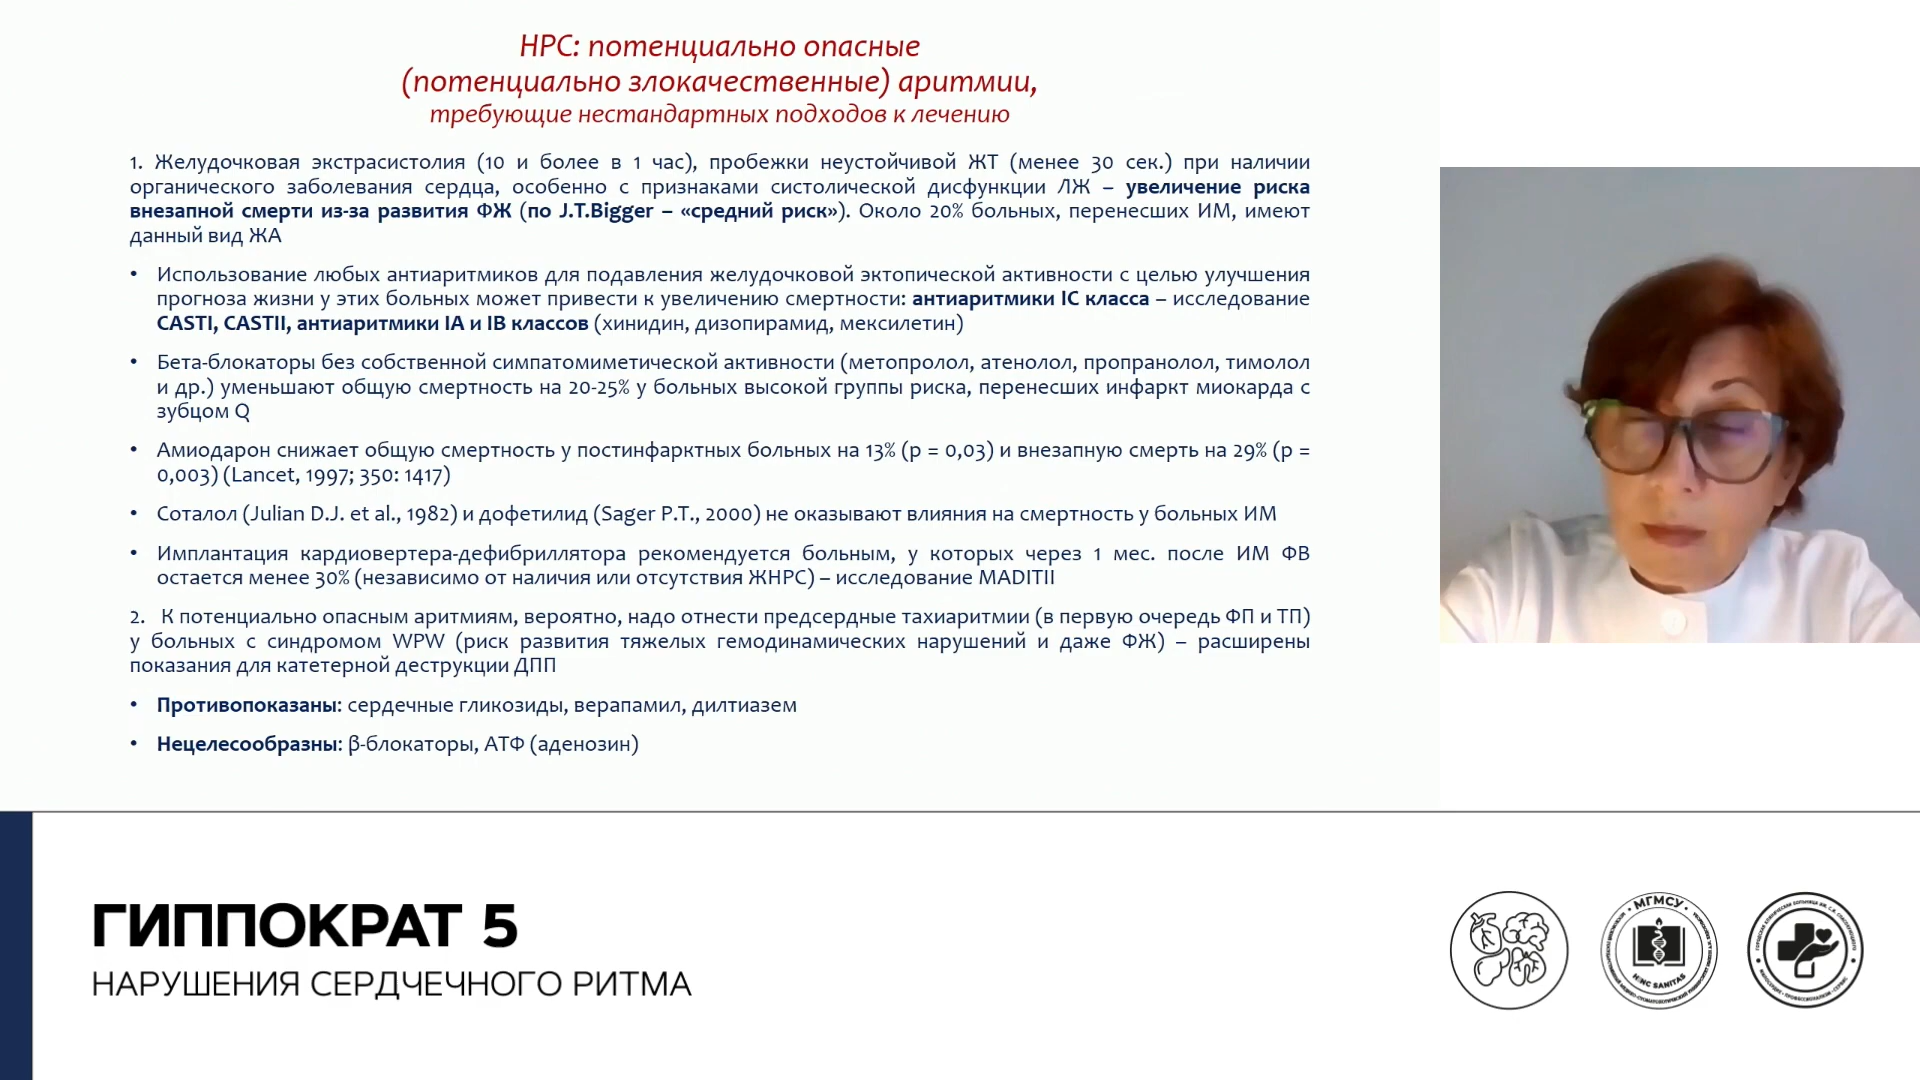 НРС: потенциально опасные
(потенциально злокачественные) аритмии,
требующие нестандартных подходов к лечению
1. Желудочковая экстрасистолия (10 и более в 1 час), пробежки неустойчивой ЖТ (менее 30 сек.) при наличии
органического заболевания сердца, особенно с признаками систолической дисфункции ЛЖ – увеличение риска
внезапной смерти из-за развития ФЖ (по J.T.Bigger – «средний риск»). Около 20% больных, перенесших ИМ, имеют
данный вид ЖА
• Использование любых антиаритмиков для подавления желудочковой эктопической активности с целью улучшения
прогноза жизни у этих больных может привести к увеличению смертности: антиаритмики IC класса – исследование
CASTI, CASTII, антиаритмики IA и IB классов (хинидин, дизопирамид, мексилетин)
• Бета-блокаторы без собственной симпатомиметической активности (метопролол, атенолол, пропранолол, тимолол
и др.) уменьшают общую смертность на 20-25% у больных высокой группы риска, перенесших инфаркт миокарда с
зубцом Q
• Амиодарон снижает общую смертность у постинфарктных больных на 13% (p = 0,03) и внезапную смерть на 29% (p =
0,003) (Lancet, 1997; 350: 1417)
• Соталол (Julian D.J. et al., 1982) и дофетилид (Sager P.T., 2000) не оказывают влияния на смертность у больных ИМ
• Имплантация кардиовертера-дефибриллятора рекомендуется больным, у которых через 1 мес. после ИМ ФВ
остается менее 30% (независимо от наличия или отсутствия ЖНРС) – исследование MADITII
2. К потенциально опасным аритмиям, вероятно, надо отнести предсердные тахиаритмии (в первую очередь ФП и ТП)
у больных с синдромом WPW (риск развития тяжелых гемодинамических нарушений и даже ФЖ) – расширены
показания для катетерной деструкции ДПП
• Противопоказаны: сердечные гликозиды, верапамил, дилтиазем
• Нецелесообразны: β-блокаторы, АТФ (аденозин)
ГИППОКРАТ 5
НАРУШЕНИЯ СЕРДЧЕЧНОГО РИТМА
МГМСУ